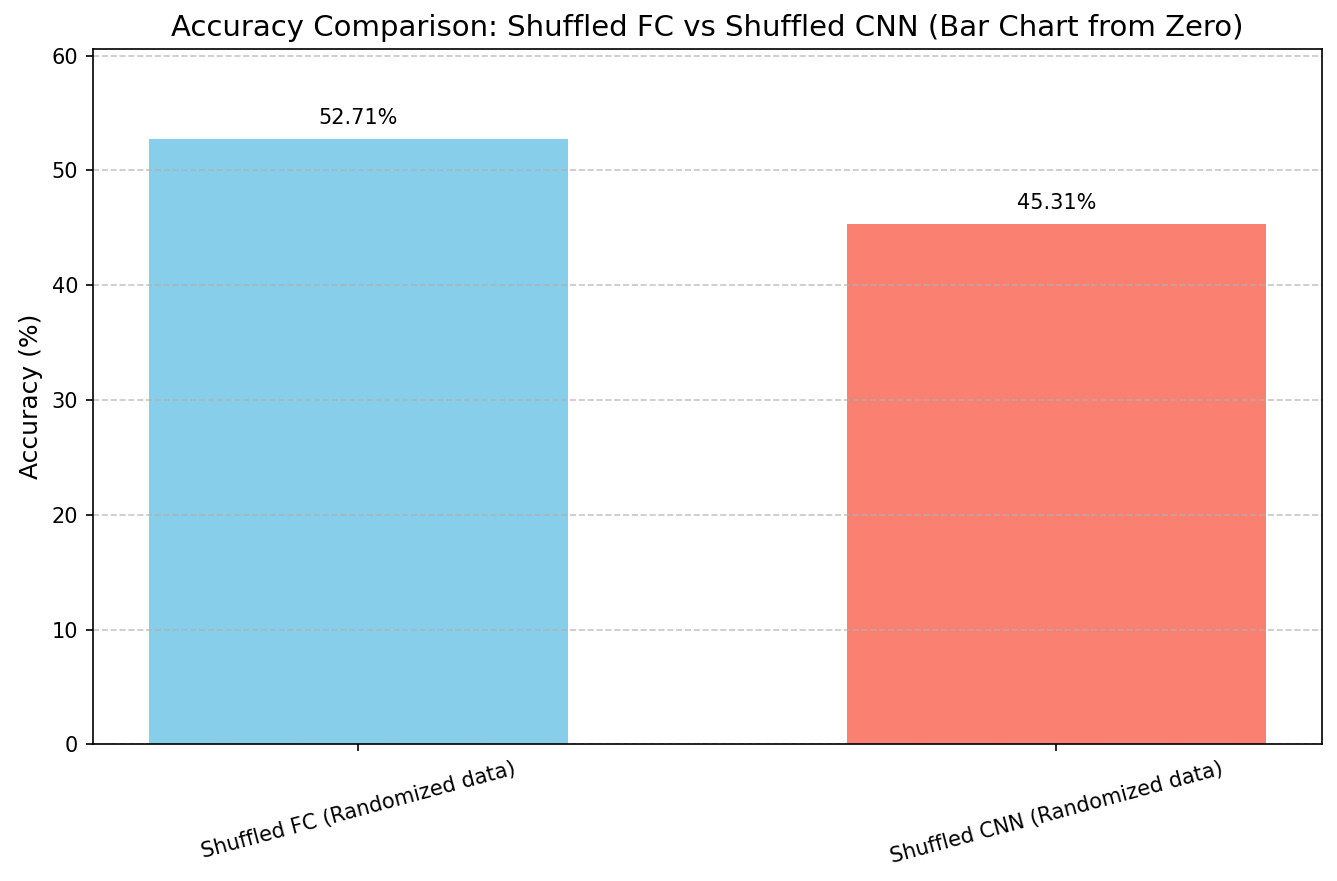 Accuracy Comparison: Shuffled FC vs Shuffled CNN (Bar Chart from Zero)
Accuracy (%)
60
50
40
30
20
10
0
52.71%
45.31%
Shuffled FC (Randomized data)
Shuffled CNN (Randomized data)